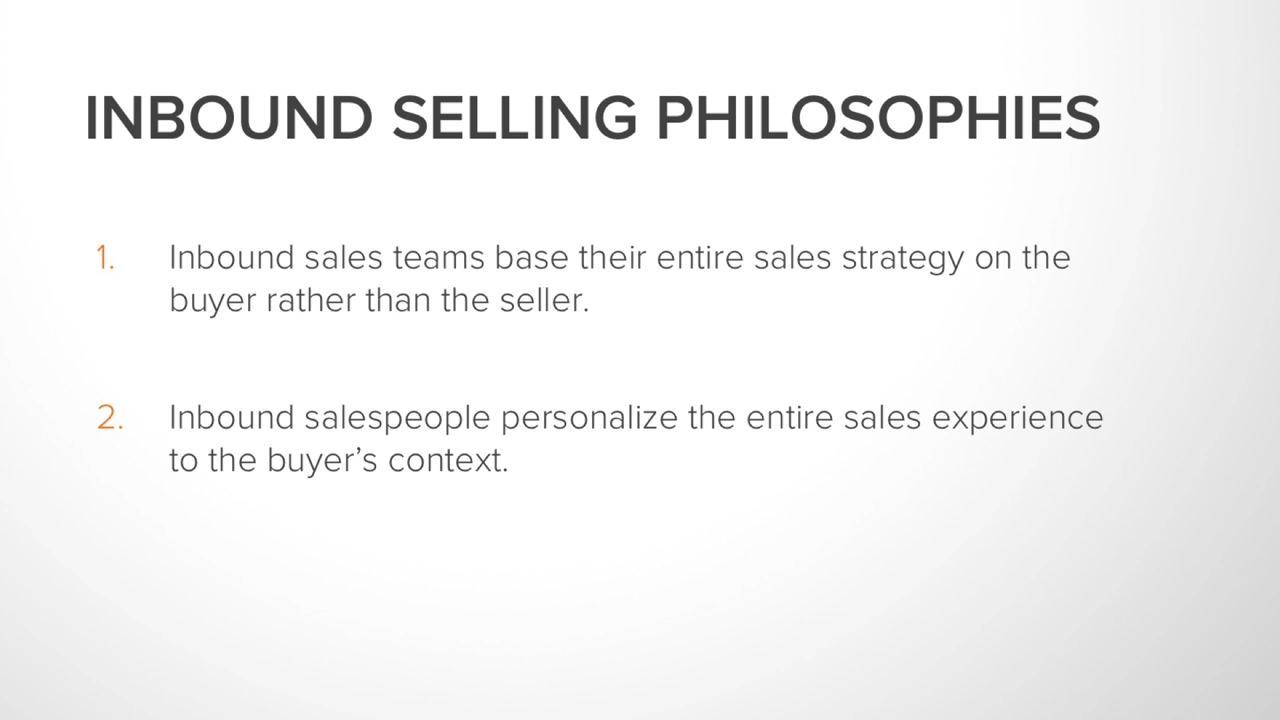 INBOUND SELLING PHILOSOPHIES
1. Inbound sales teams base their entire sales strategy on the
buyer rather than the seller.
2. Inbound salespeople personalize the entire sales experience
to the buyer’s context.